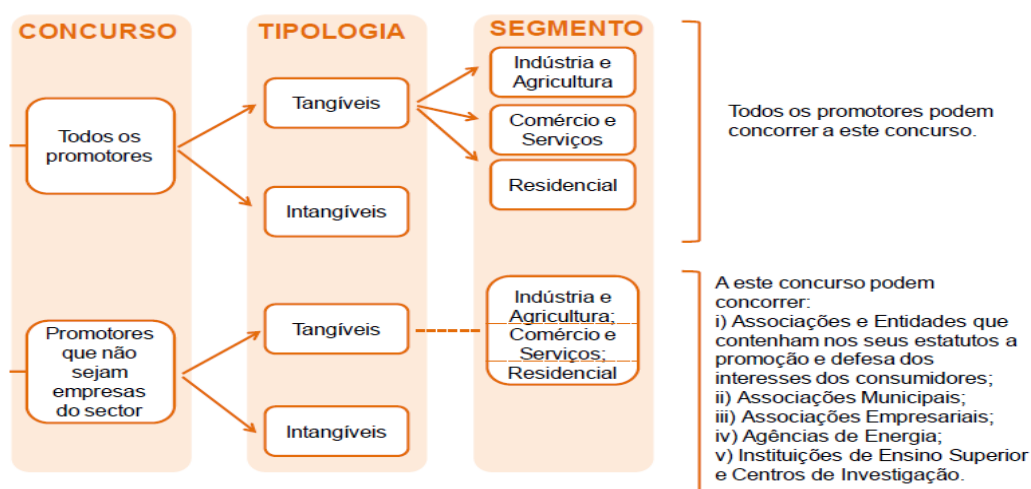 CONCURSO
TIPOLOGIA
SEGMENTO
Todos os
promotores
Tangíveis
Intangíveis
Indústria e
Agricultura
Comércio e
Serviços
Residencial
Todos os promotores podem
concorrer a este concurso.
Promotores
que não
sejam
empresas
do sector
Tangíveis
Intangíveis
Indústria e
Agricultura;
Comércio e
Serviços;
Residencial
A este concurso podem
concorrer:
i) Associações e Entidades que
contenham nos seus estatutos a
promoção e defesa dos
interesses dos consumidores;
ii) Associações Municipais;
iii) Associações Empresariais;
iv) Agências de Energia;
v) Instituições de Ensino Superior
e Centros de Investigação.